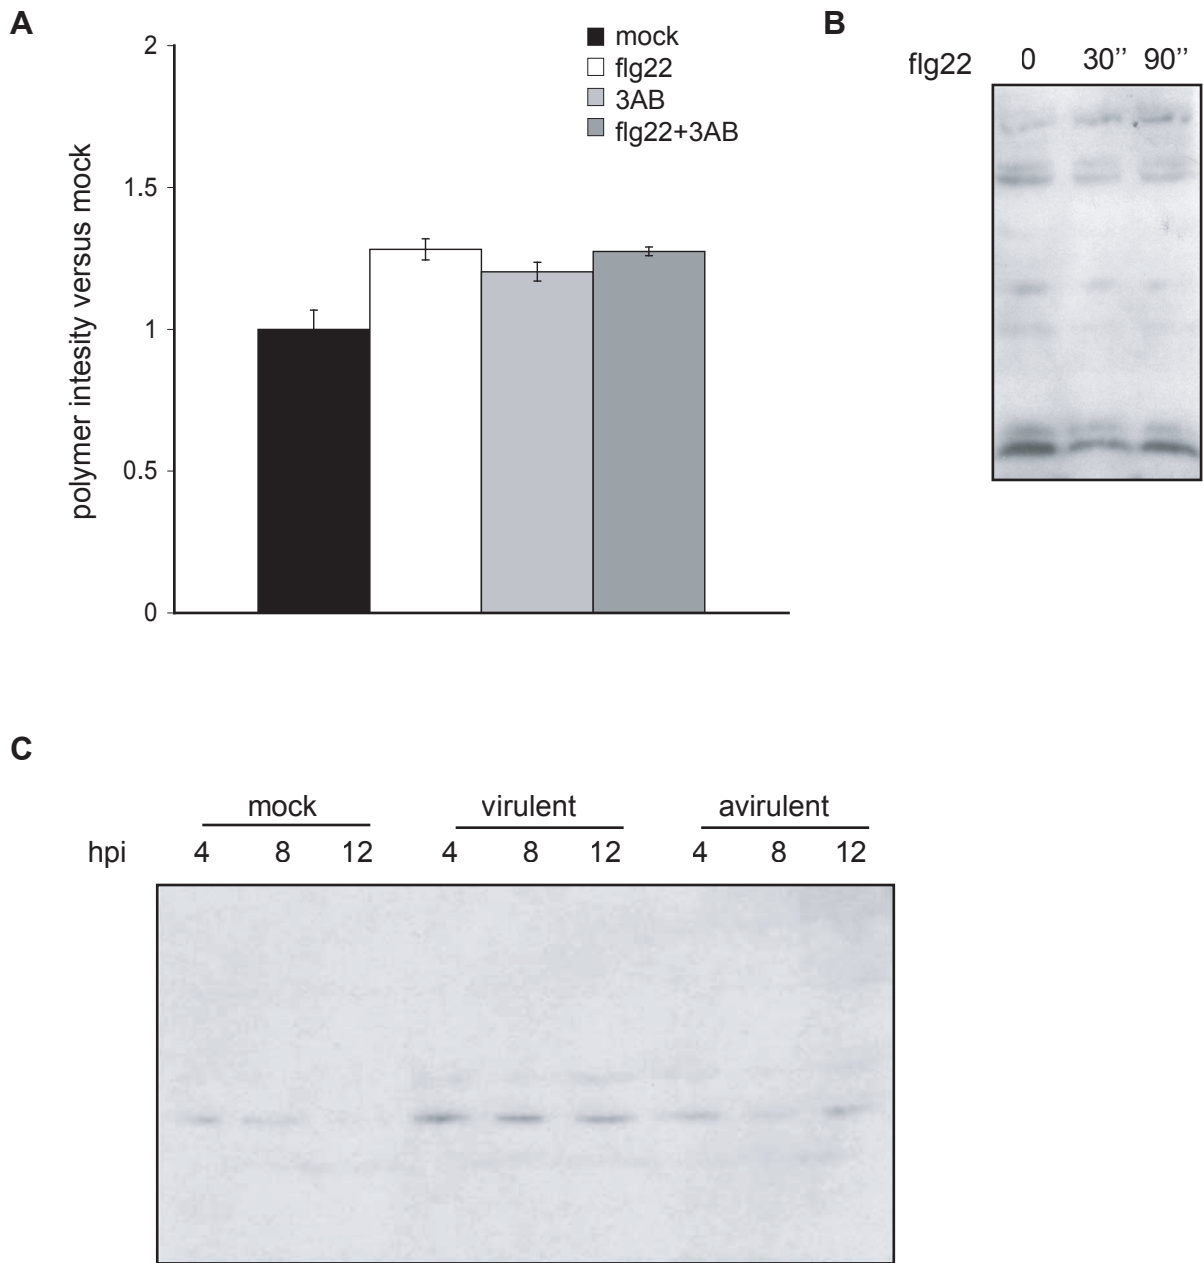 A
2
1.5
1
0.5
0
polymer intesity versus mock
mock
flg22
3AB
flg22+3AB
B
flg22 0 30’’ 90’’
C
mock virulent avirulent
hpi 4 8 12 4 8 12 4 8 12